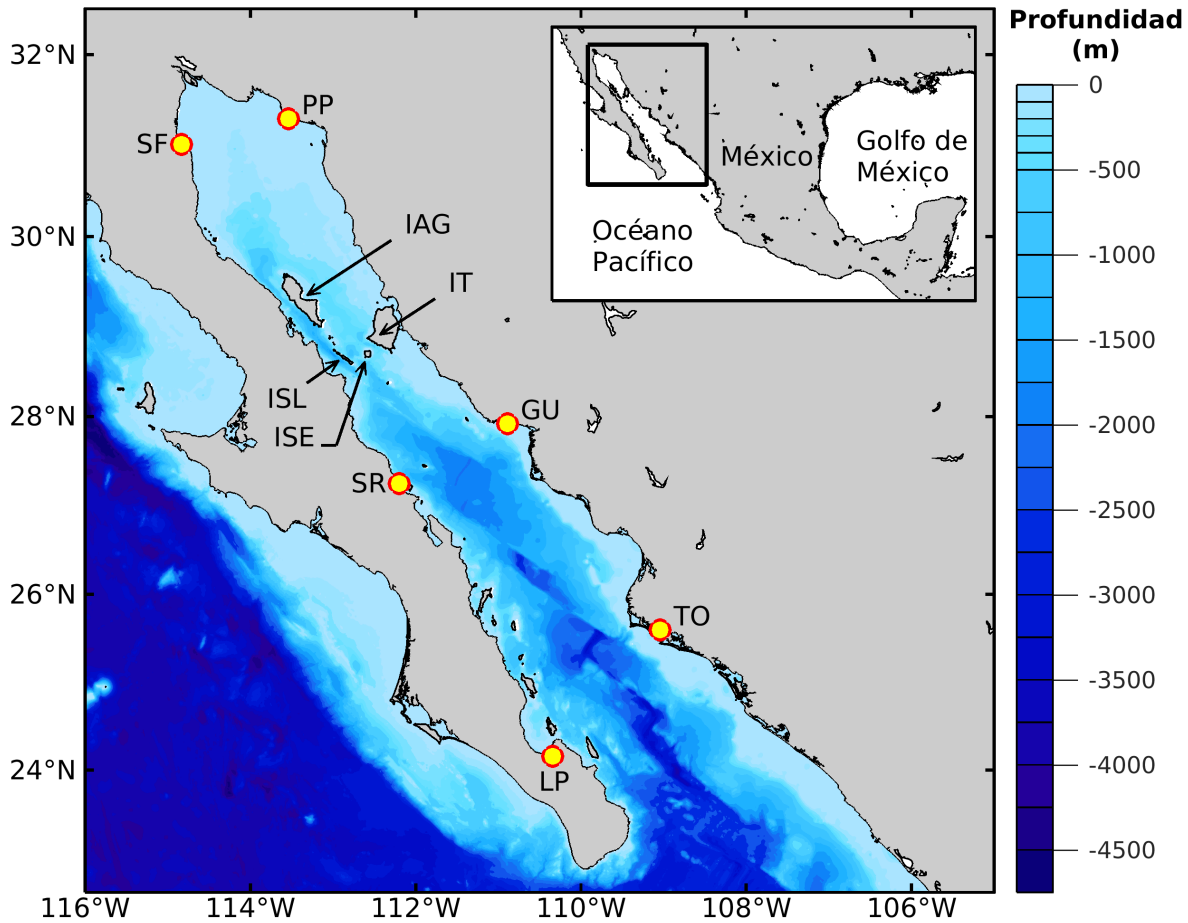 Profundidad
(m)
32°N
30°N
28°N
26°N
24°N
PP
SF
IAG
IT
ISL
ISE
GU
SR
TO
LP
México
Golfo de
México
Océano
Pacífico
0
-500
-1000
-1500
-2000
-2500
-3000
-3500
-4000
-4500
116°W 114°W 112°W 110°W 108°W 106°W